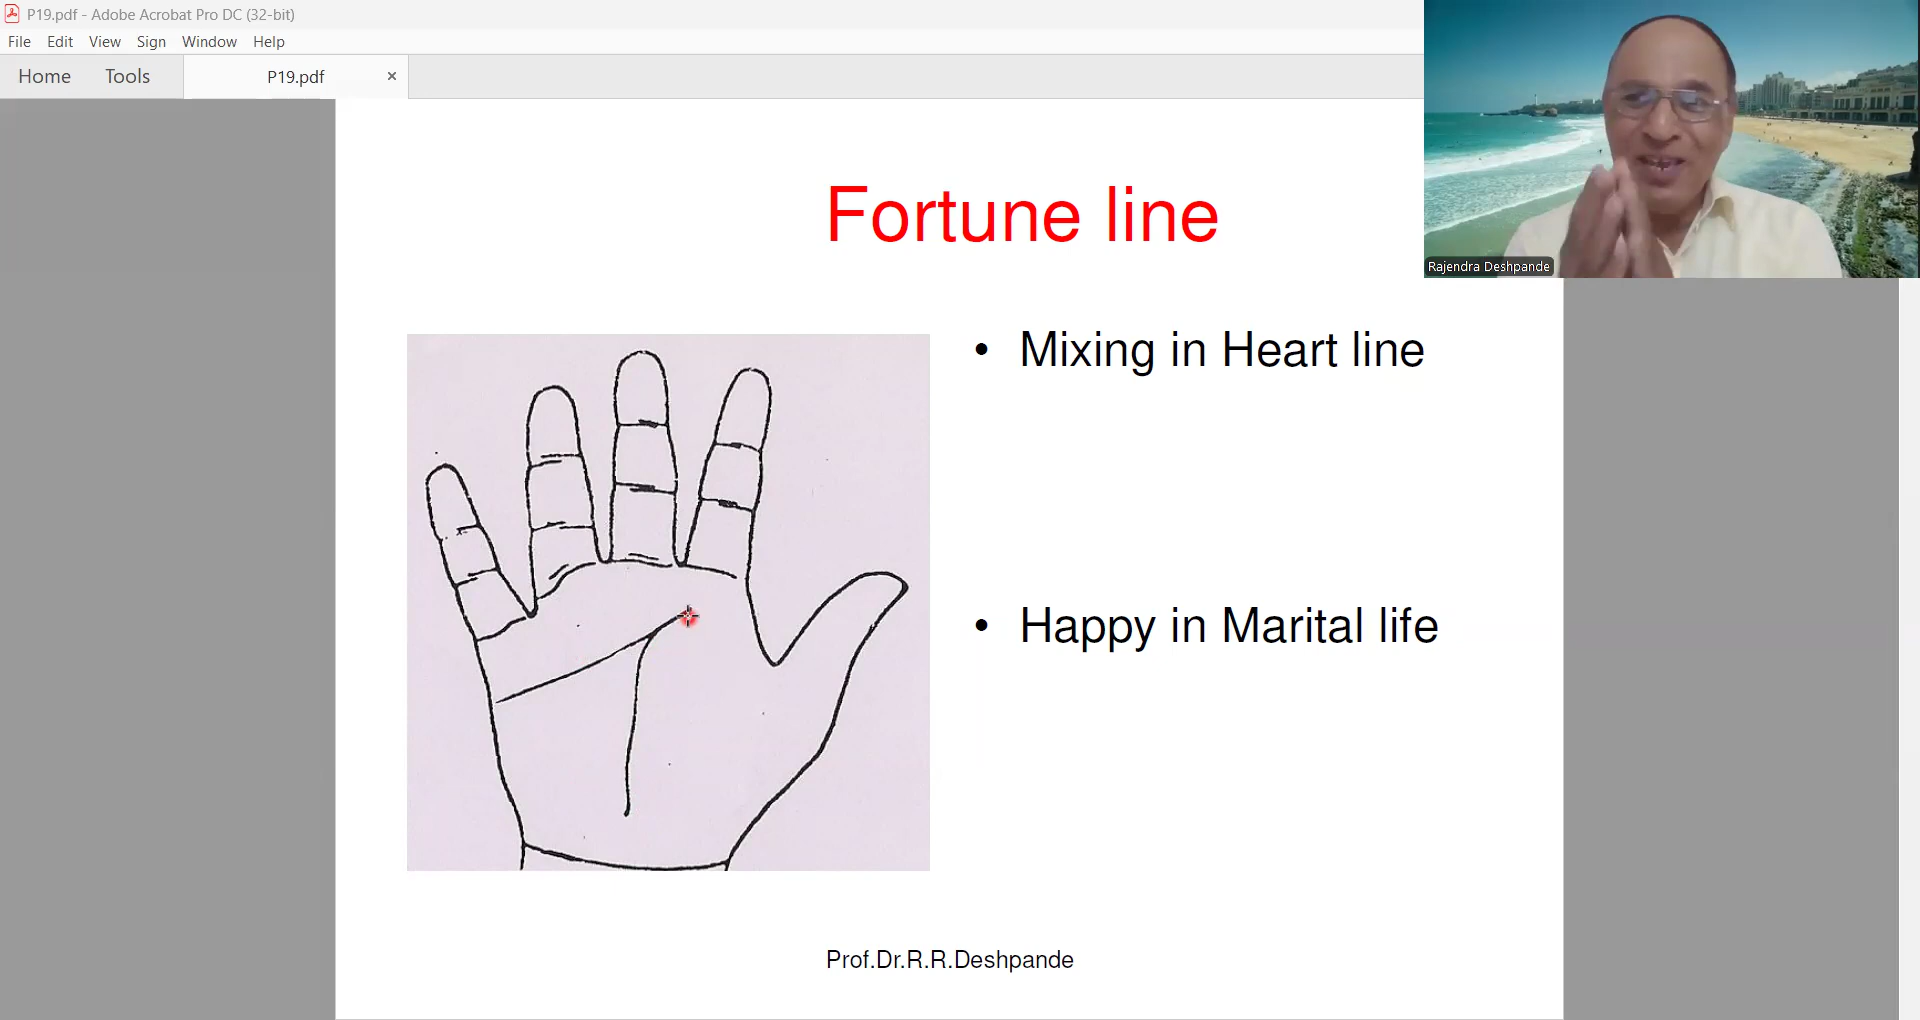 P19.pdf - Adobe Acrobat Pro DC (32-bit)
File Edit View Sign Window Help
Home Tools P19.pdf ×
Rajendra Deshpande
Fortune line
• Mixing in Heart line
• Happy in Marital life
Prof.Dr.R.R.Deshpande